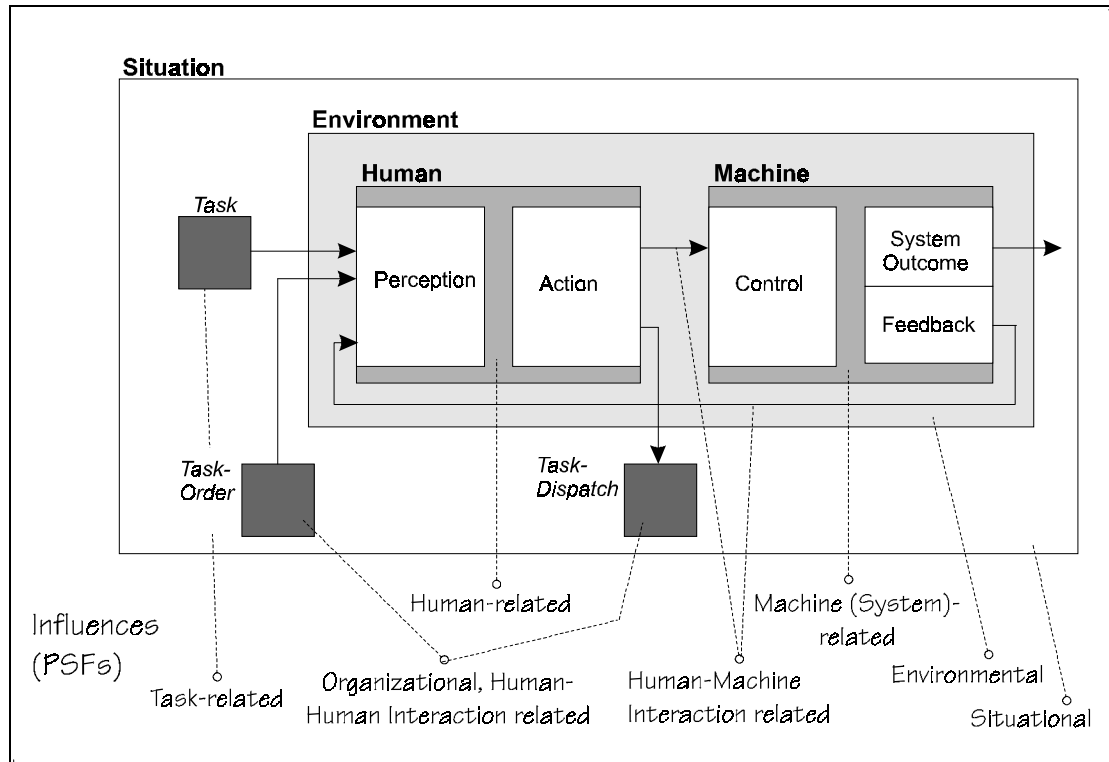 Situation
Environment
Human
Machine
Task
Perception
Action
Control
System
Outcome
Feedback
Task-
Order
Task-
Dispatch
Influences
(PSFs)
Human-related
Machine (System)-
related
Task-related
Organizational, Human-
Human Interaction related
Human-Machine
Interaction related
Environmental
Situational